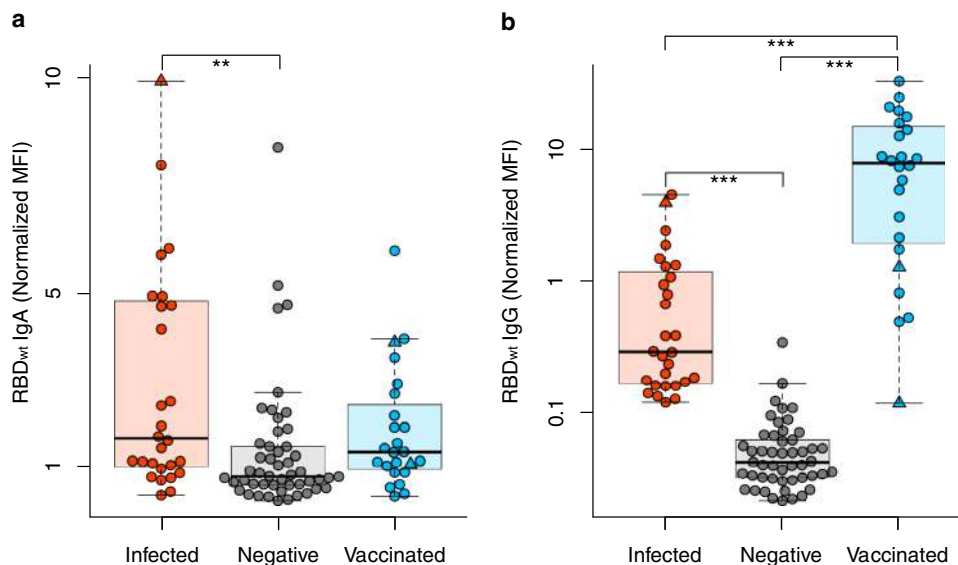 a
**
10
5
1
RBDwt IgA (Normalized MFI)
Infected Negative Vaccinated
b
***
***
***
10
1
0.1
RBDwt IgG (Normalized MFI)
Infected Negative Vaccinated